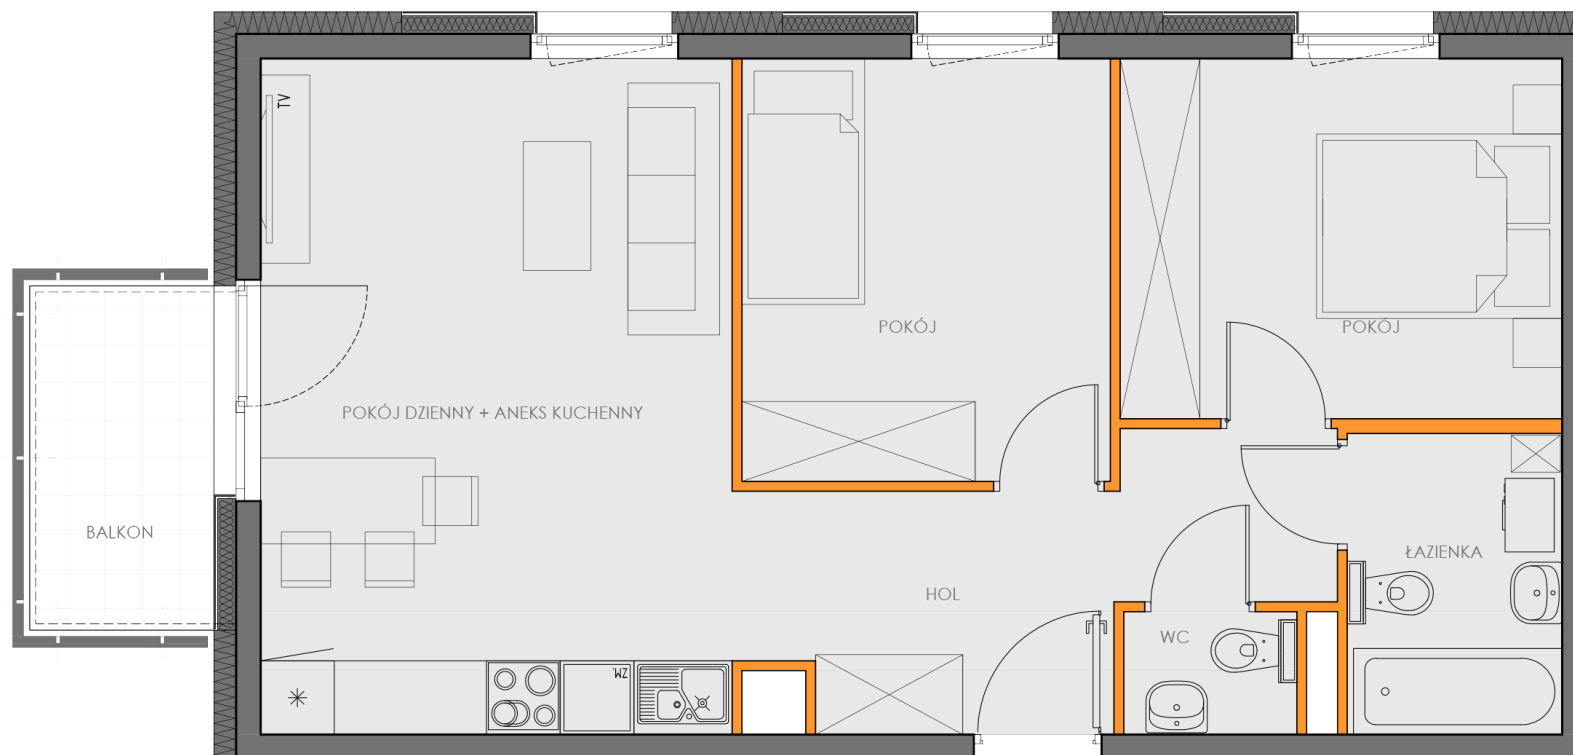 TV
POKÓJ
POKÓJ
POKÓJ DZIENNY + ANEKS KUCHENNY
BALKON
ŁAZIENKA
HOL
WC
ZM.